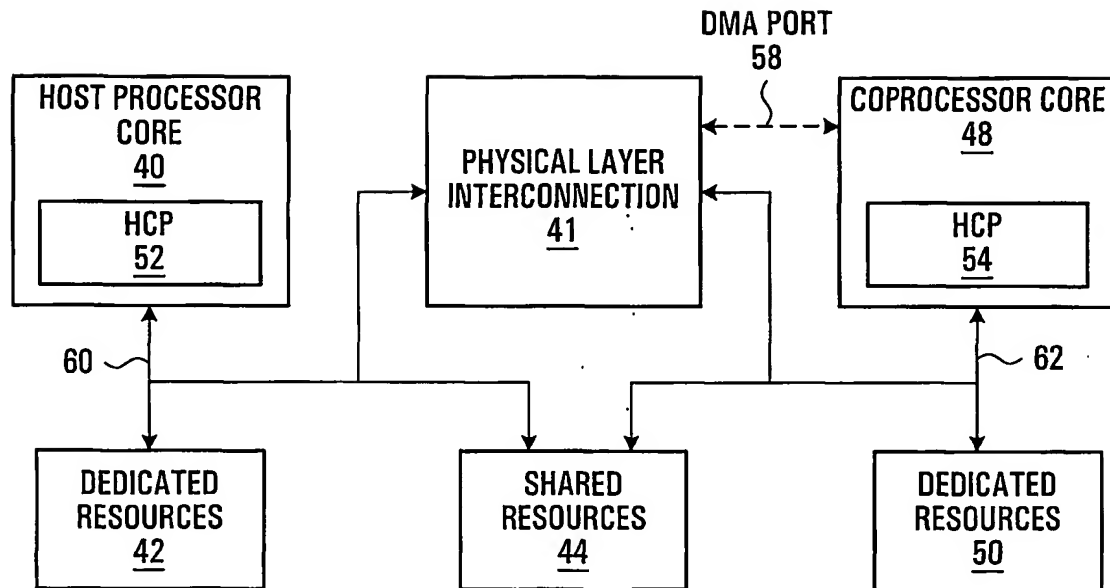 DMA PORT
58
HOST PROCESSOR
CORE
40
HCP
52
PHYSICAL LAYER
INTERCONNECTION
41
COPROCESSOR CORE
48
HCP
54
60
62
DEDICATED
RESOURCES
42
SHARED
RESOURCES
44
DEDICATED
RESOURCES
50